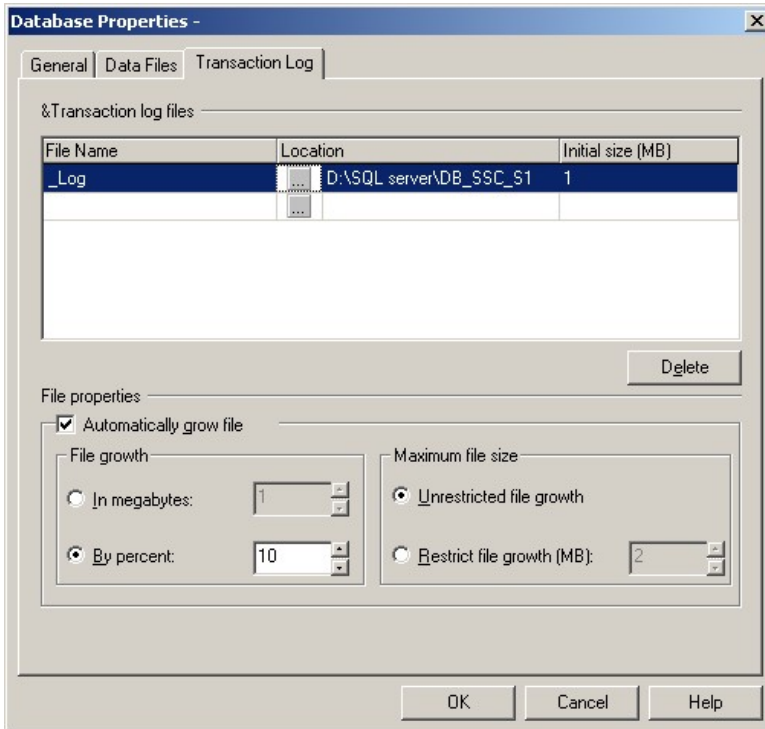 Database Properties -
General Data Files Transaction Log
&Transaction log files
File Name Location Initial size (MB)
_Log ... D:\SQL server\DB_SSC_S1 1
...
Delete
File properties
Automatically grow file
File growth Maximum file size
In megabytes: 1 Unrestricted file growth
By percent: 10 Restrict file growth (MB): 2
OK Cancel Help